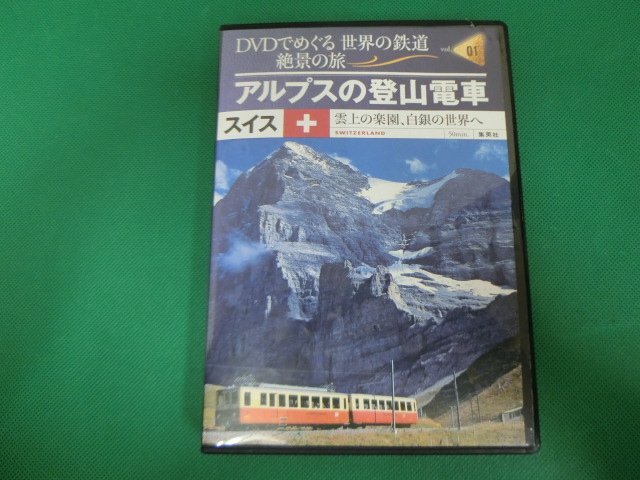 DVDでめぐる 世界の鉄道
絶景の旅
vol. 01
アルプスの登山電車
スイス
雲上の楽園、白銀の世界へ
SWITZERLAND
50min.
集英社